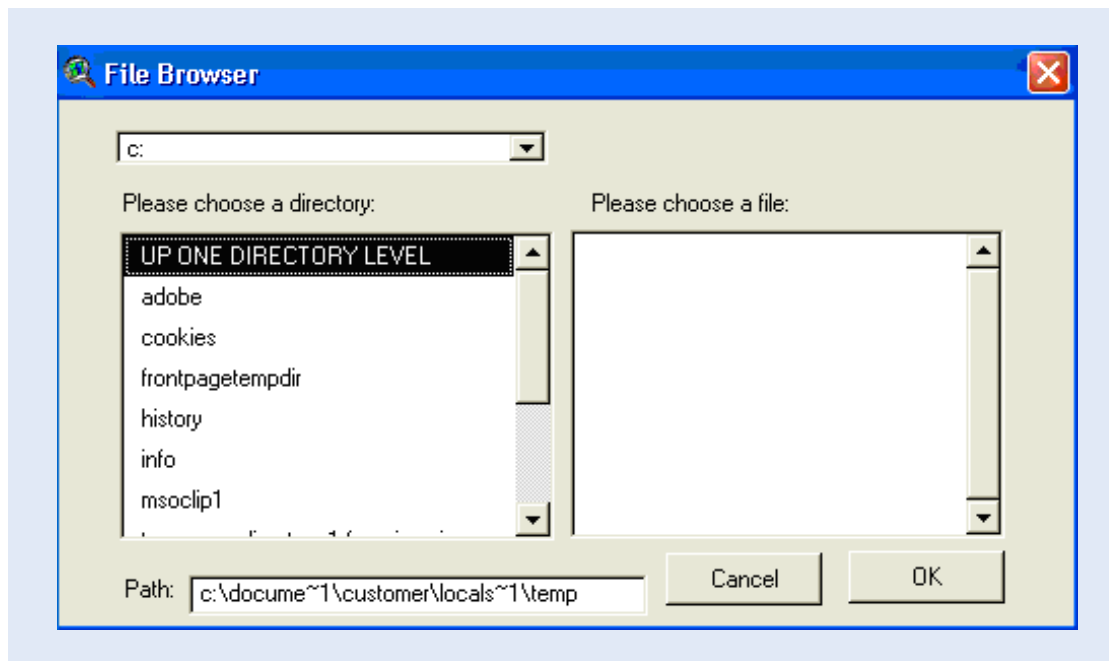 File Browser
c:
Please choose a directory:
Please choose a file:
UP ONE DIRECTORY LEVEL
adobe
cookies
frontpagetempdir
history
info
msoclip1
Path:
c:\docume~1\customer\locals~1\temp
Cancel
OK